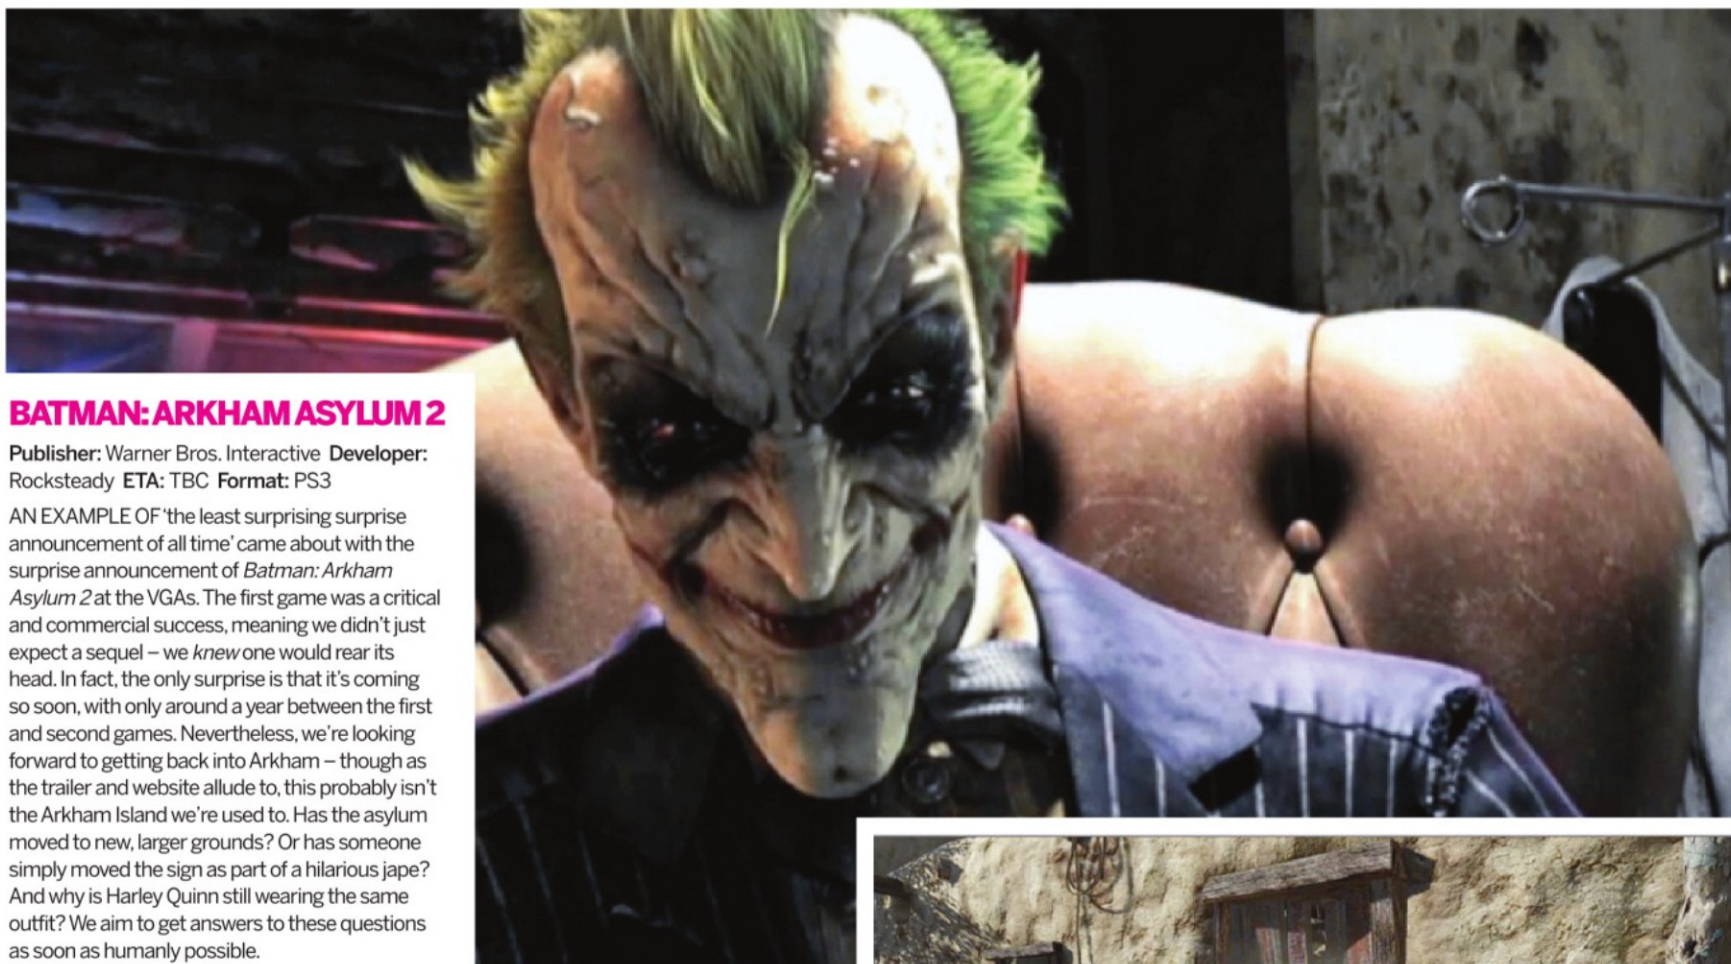 BATMAN: ARKHAM ASYLUM 2
Publisher: Warner Bros. Interactive Developer:
Rocksteady ETA: TBC Format: PS3
AN EXAMPLE OF ‘the least surprising surprise
announcement of all time’ came about with the
surprise announcement of Batman: Arkham
Asylum 2 at the VGAs. The first game was a critical
and commercial success, meaning we didn’t just
expect a sequel – we knew one would rear its
head. In fact, the only surprise is that it’s coming
so soon, with only around a year between the first
and second games. Nevertheless, we’re looking
forward to getting back into Arkham – though as
the trailer and website allude to, this probably isn’t
the Arkham Island we’re used to. Has the asylum
moved to new, larger grounds? Or has someone
simply moved the sign as part of a hilarious jape?
And why is Harley Quinn still wearing the same
outfit? We aim to get answers to these questions
as soon as humanly possible.